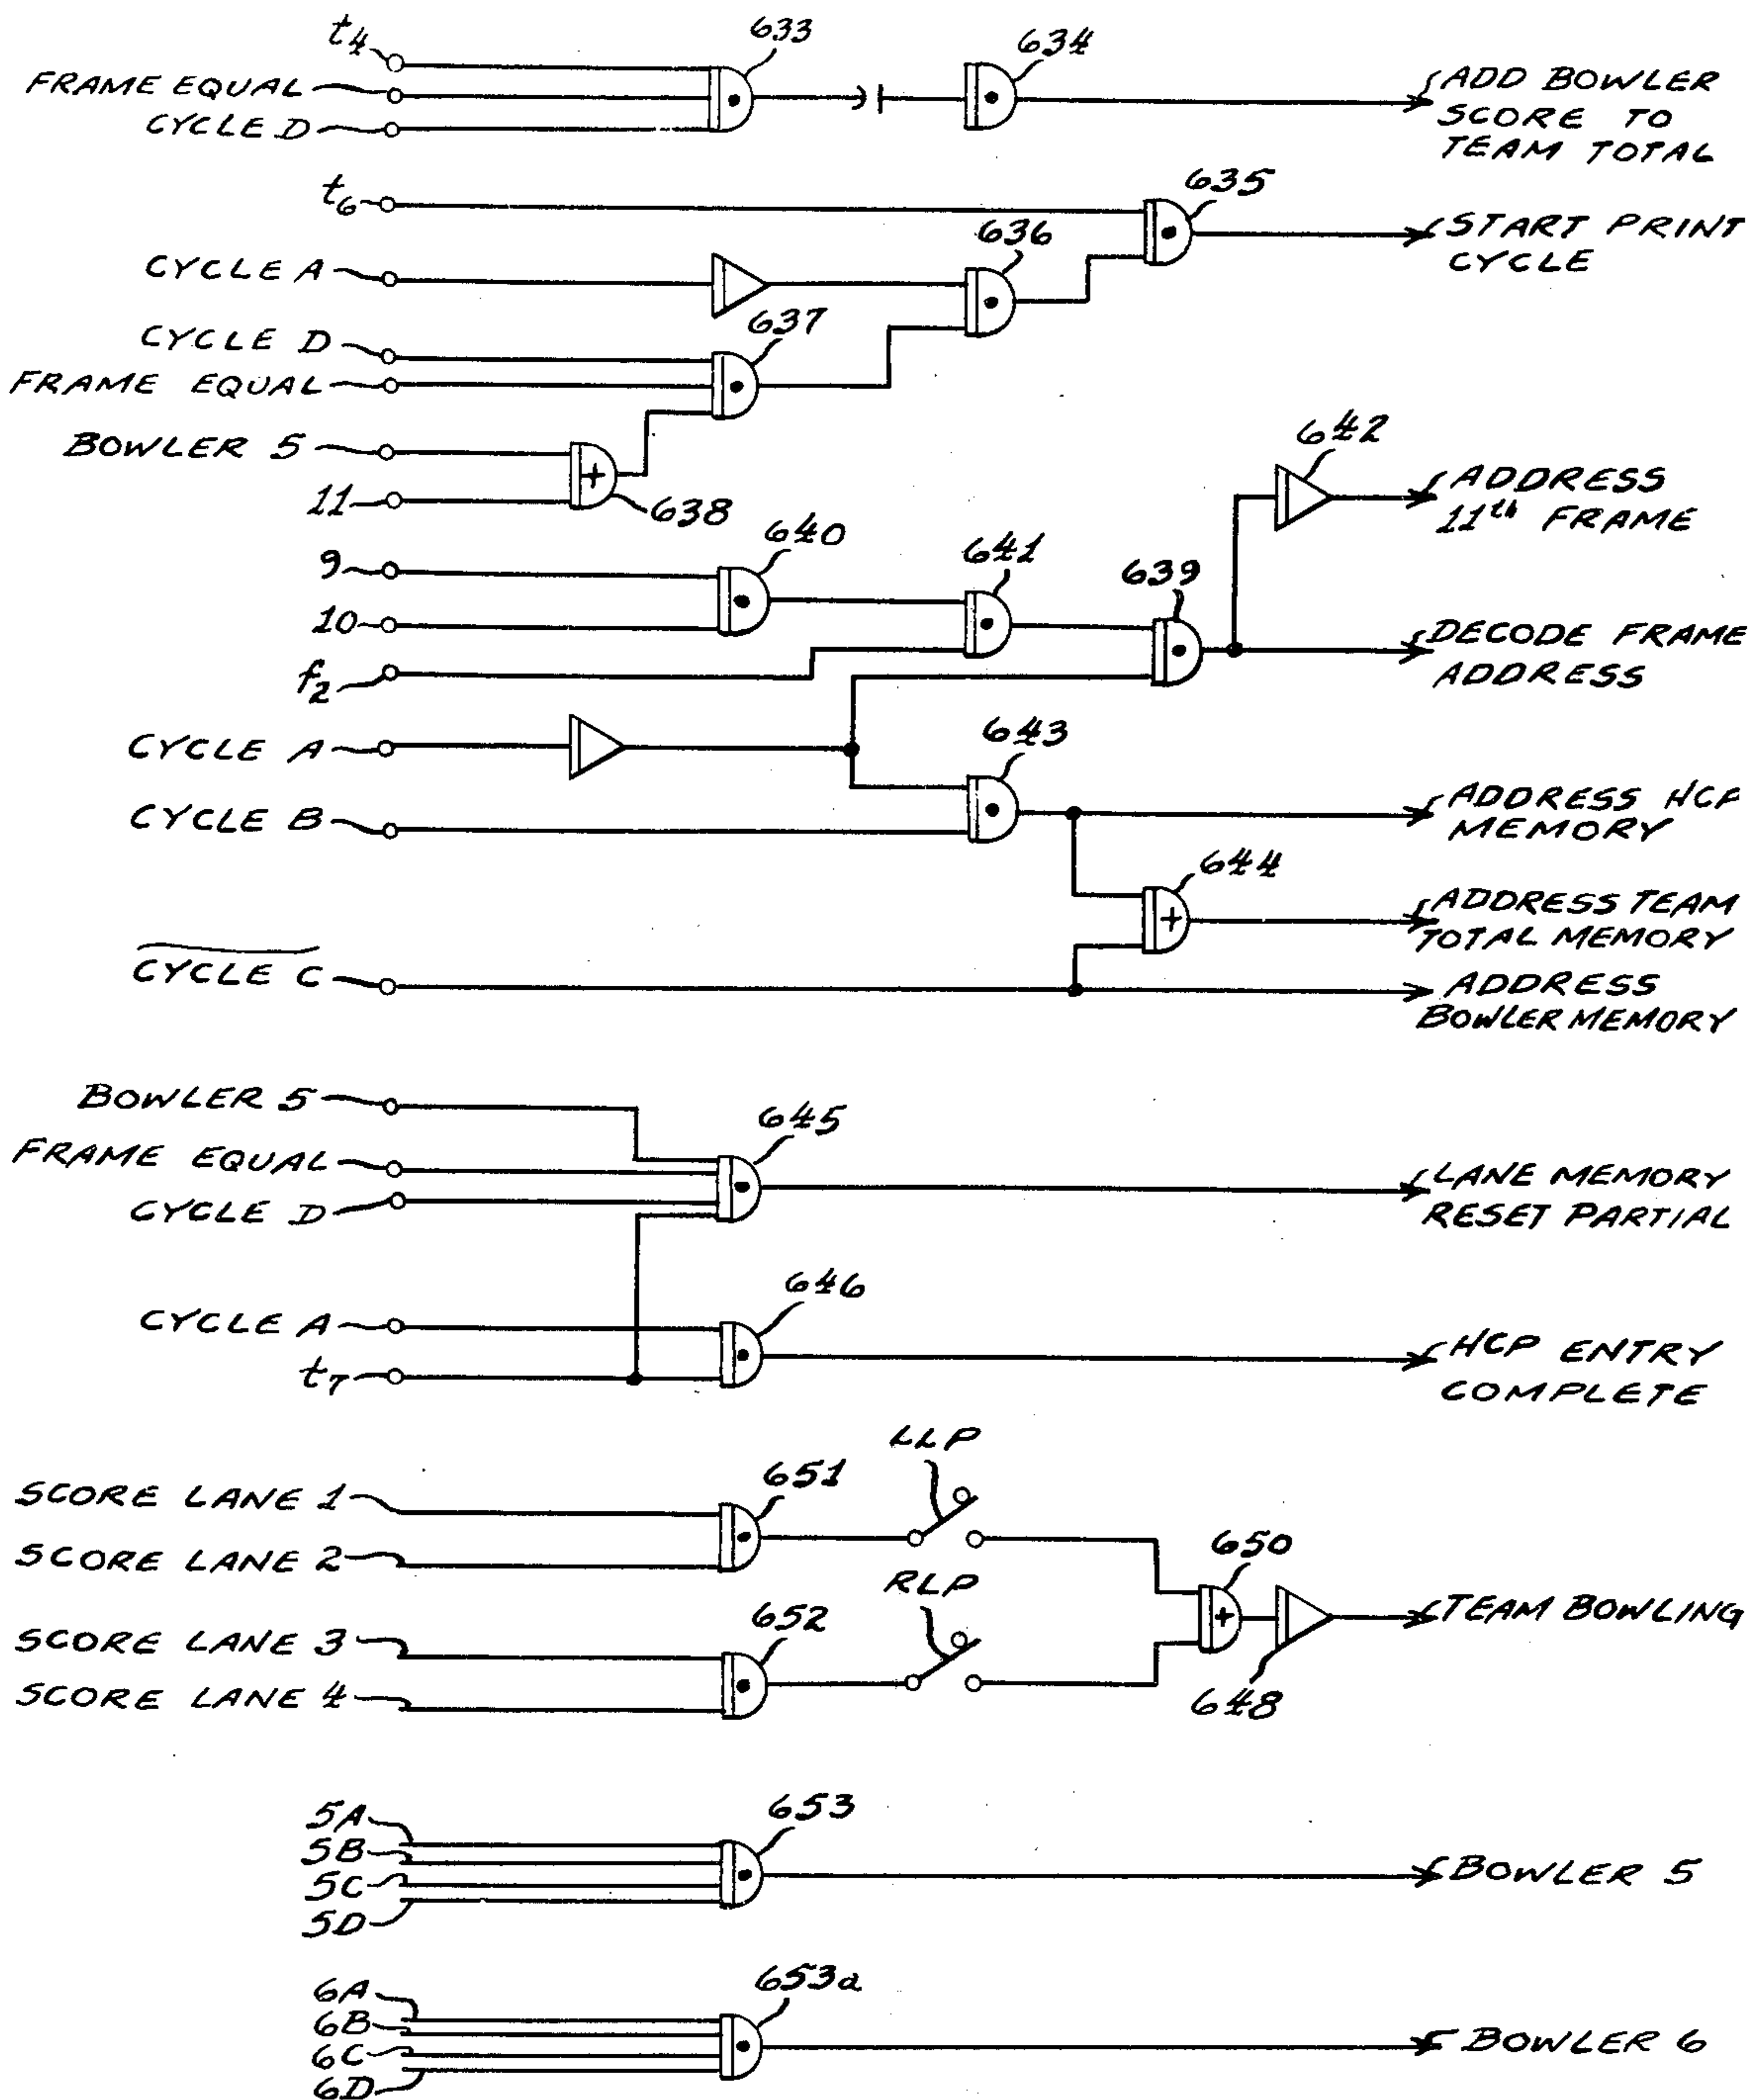 t4
633
634
FRAME EQUAL
CYCLE D
ADD BOWLER
SCORE TO
TEAM TOTAL
t6
635
START PRINT
CYCLE
CYCLE A
636
CYCLE D
637
FRAME EQUAL
BOWLER 5
11
638
642
ADDRESS
11th FRAME
9
640
641
639
10
f2
DECODE FRAME
ADDRESS
CYCLE A
643
CYCLE B
ADDRESS HCP
MEMORY
644
ADDRESS TEAM
TOTAL MEMORY
CYCLE C
ADDRESS
BOWLER MEMORY
BOWLER 5
645
FRAME EQUAL
CYCLE D
LANE MEMORY
RESET PARTIAL
CYCLE A
646
t7
HCP ENTRY
COMPLETE
SCORE LANE 1
651
LLP
SCORE LANE 2
650
RLP
TEAM BOWLING
SCORE LANE 3
652
SCORE LANE 4
648
5A
653
5B
5C
5D
BOWLER 5
6A
653a
6B
6C
6D
BOWLER 6